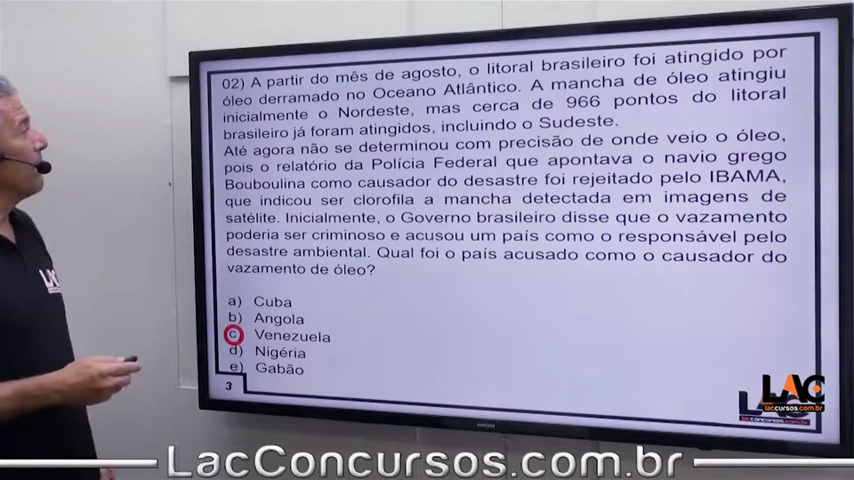 02) A partir do mês de agosto, o litoral brasileiro foi atingido por
óleo derramado no Oceano Atlântico. A mancha de óleo atingiu
inicialmente o Nordeste, mas cerca de 966 pontos do litoral
brasileiro já foram atingidos, incluindo o Sudeste.
Até agora não se determinou com precisão de onde veio o óleo,
pois o relatório da Polícia Federal que apontava o navio grego
Bouboulina como causador do desastre foi rejeitado pelo IBAMA,
que indicou ser clorofila a mancha detectada em imagens de
satélite. Inicialmente, o Governo brasileiro disse que o vazamento
poderia ser criminoso e acusou um país como o responsável pelo
desastre ambiental. Qual foi o país acusado como o causador do
vazamento de óleo?
a) Cuba
b) Angola
c) Venezuela
d) Nigéria
e) Gabão
3
LAC
LAC
laccursos.com.br
LAC
laccursos.com.br
SAMSUNG
LacConcursos.com.br